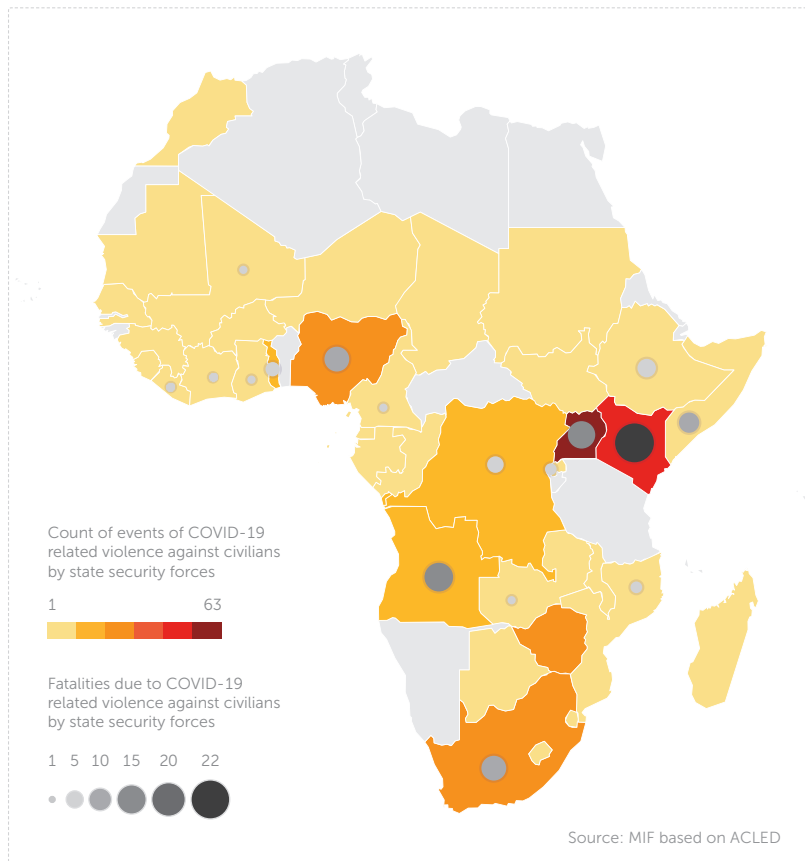 Count of events of COVID-19
related violence against civilians
by state security forces
1 63
Fatalities due to COVID-19
related violence against civilians
by state security forces
1 5 10 15 20 22
Source: MIF based on ACLED